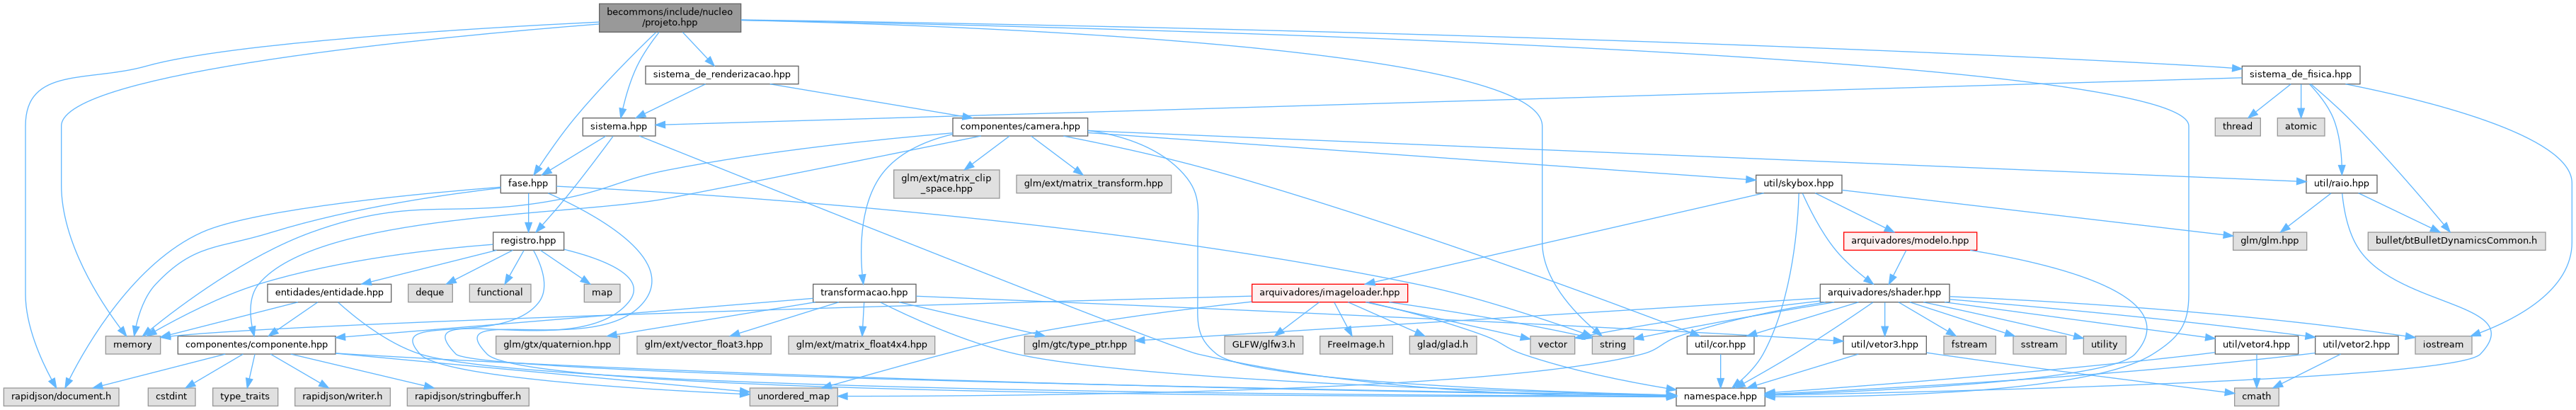 becommons/include/nucleo
/projeto.hpp
sistema_de_renderizacao.hpp
sistema_de_fisica.hpp
sistema.hpp
componentes/camera.hpp
thread
atomic
glm/ext/matrix_clip
_space.hpp
glm/ext/matrix_transform.hpp
fase.hpp
util/skybox.hpp
util/raio.hpp
registro.hpp
arquivadores/modelo.hpp
glm/glm.hpp
bullet/btBulletDynamicsCommon.h
entidades/entidade.hpp
deque
functional
map
transformacao.hpp
arquivadores/imageloader.hpp
arquivadores/shader.hpp
memory
componentes/componente.hpp
glm/gtx/quaternion.hpp
glm/ext/vector_float3.hpp
glm/ext/matrix_float4x4.hpp
glm/gtc/type_ptr.hpp
GLFW/glfw3.h
FreeImage.h
glad/glad.h
vector
string
util/cor.hpp
util/vetor3.hpp
fstream
sstream
utility
util/vetor4.hpp
util/vetor2.hpp
iostream
rapidjson/document.h
cstdint
type_traits
rapidjson/writer.h
rapidjson/stringbuffer.h
unordered_map
namespace.hpp
cmath